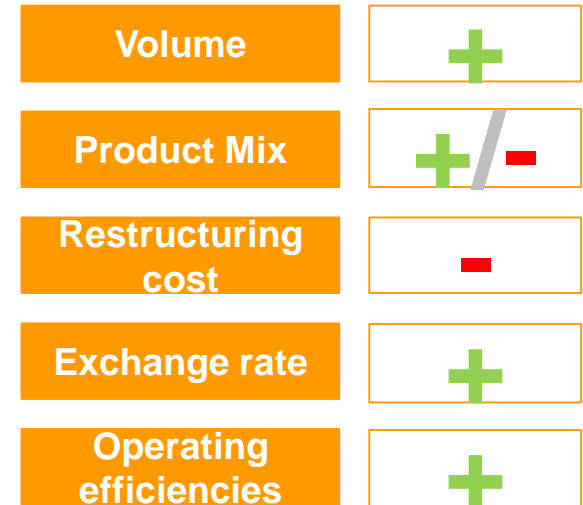 Volume
+
Product Mix
+/-
Restructuring
cost
-
Exchange rate
+
Operating
efficiencies
+